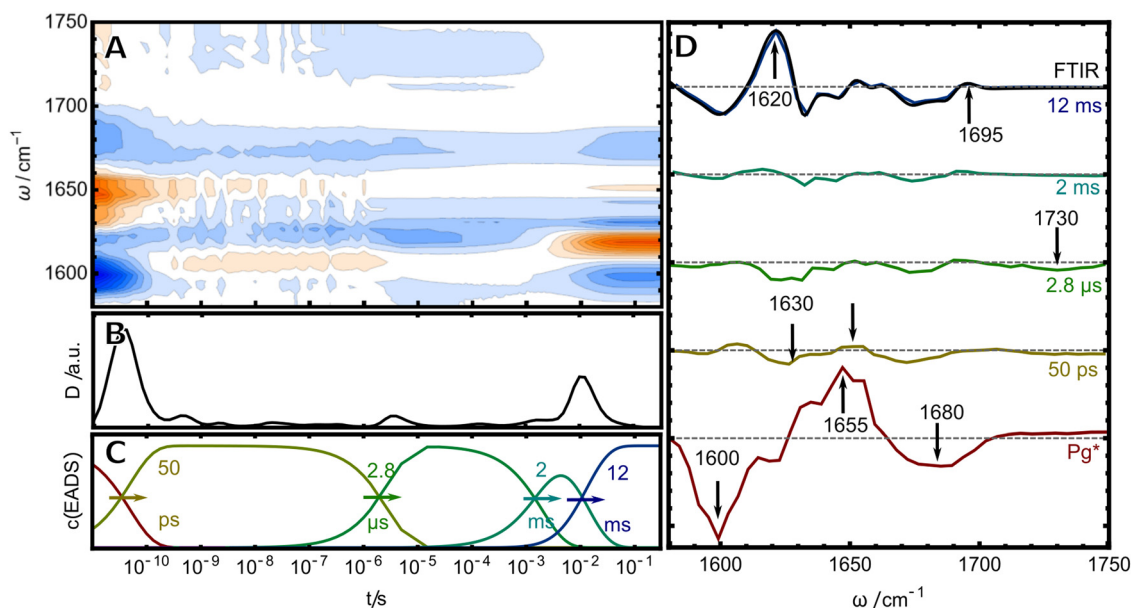 A
ω / cm⁻¹
1750
1700
1650
1600
B
D /a.u.
C
c(EADS)
50
ps
2.8
μs
2
ms
12
ms
10⁻¹⁰
10⁻⁹
10⁻⁸
10⁻⁷
10⁻⁶
10⁻⁵
10⁻⁴
10⁻³
10⁻²
10⁻¹
t/s
D
FTIR
1620
12 ms
1695
2 ms
1730
2.8 μs
1630
50 ps
1655
1680
Pg*
1600
1600
1650
1700
1750
ω / cm⁻¹